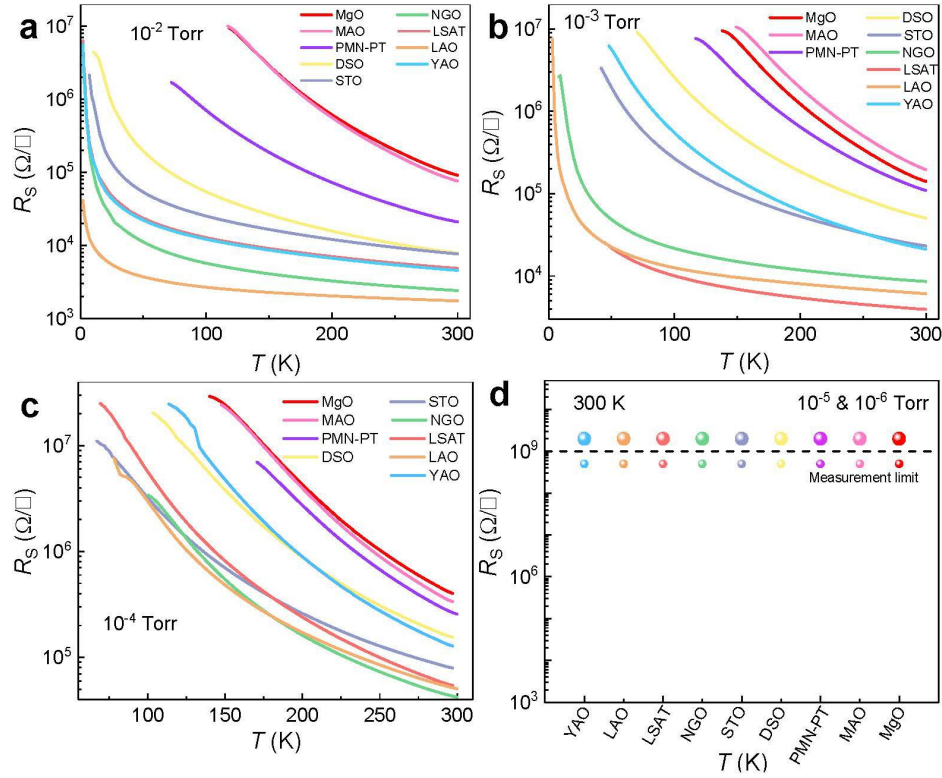 a
10⁻² Torr
MgO
MAO
PMN-PT
DSO
STO
NGO
LSAT
LAO
YAO
10⁷
10⁶
10⁵
10⁴
10³
Rₛ (Ω/□)
0 100 200 300
T (K)
b
10⁻³ Torr
MgO
MAO
PMN-PT
DSO
STO
NGO
LSAT
LAO
YAO
10⁷
10⁶
10⁵
10⁴
Rₛ (Ω/□)
0 100 200 300
T (K)
c
MgO
MAO
PMN-PT
DSO
STO
NGO
LSAT
LAO
YAO
10⁷
10⁶
10⁵
Rₛ (Ω/□)
10⁻⁴ Torr
100 150 200 250 300
T (K)
d
300 K 10⁻⁵ & 10⁻⁶ Torr
Measurement limit
10⁹
10⁶
10³
Rₛ (Ω/□)
YAO LAO LSAT NGO STO DSO PMN-PT MAO MgO
T (K)